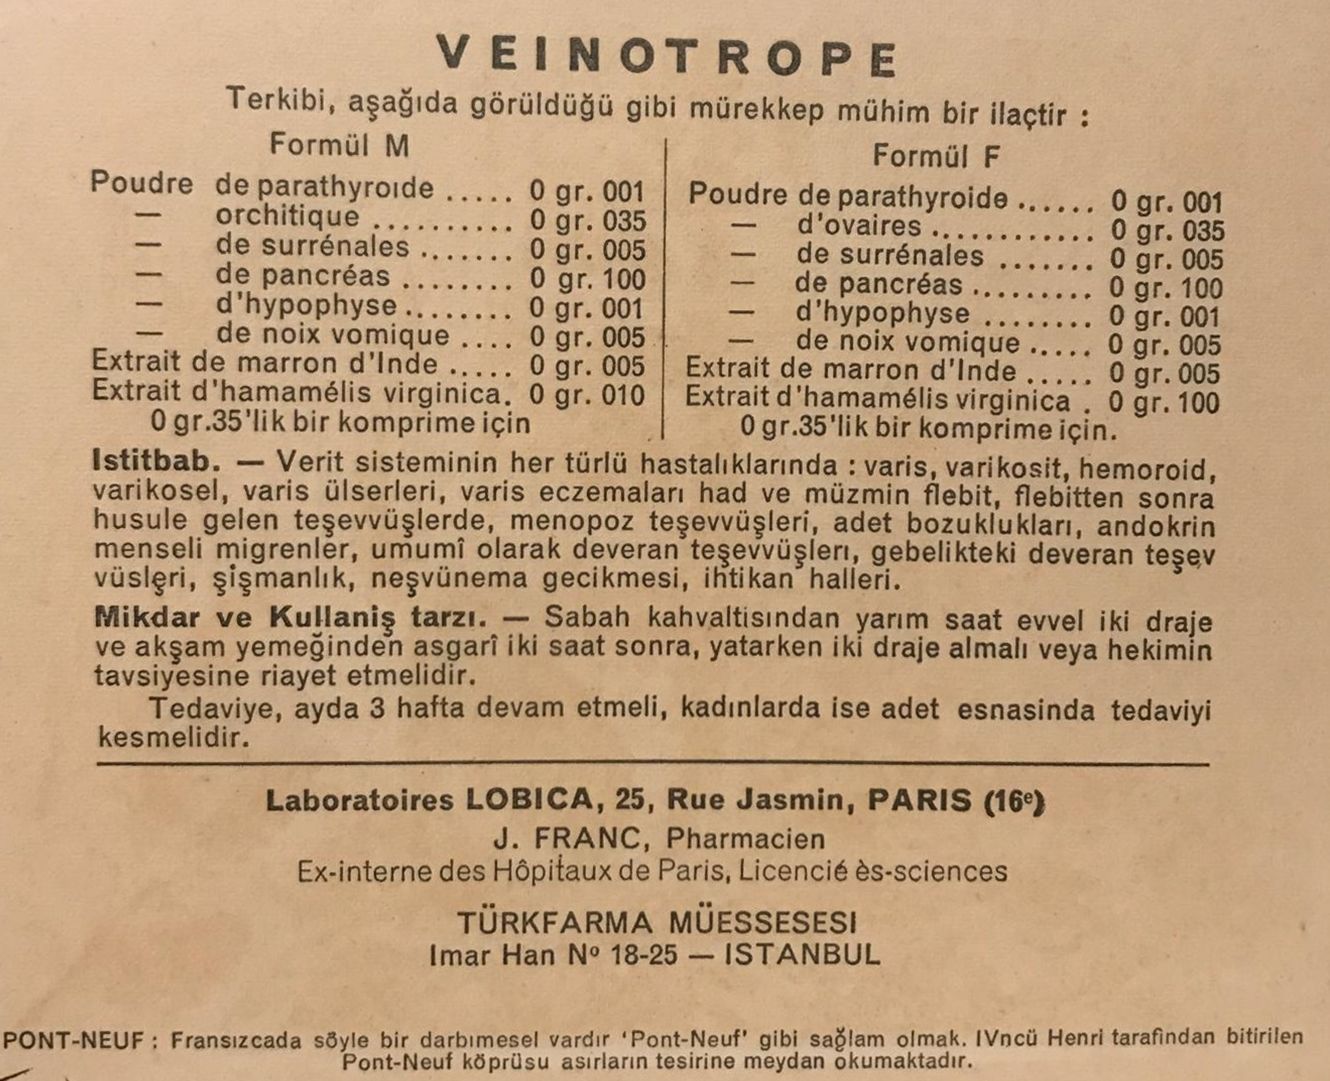 VEINOTROPE
Terkibi, aşağıda görüldüğü gibi mürekkep mühim bir ilaçtir :
Formül M
Poudre de parathyroıde ..... 0 gr. 001
— orchitique .......... 0 gr. 035
— de surrénales ....... 0 gr. 005
— de pancréas ........ 0 gr. 100
— d'hypophyse ........ 0 gr. 001
— de noix vomique .... 0 gr. 005
Extrait de marron d'Inde ..... 0 gr. 005
Extrait d'hamamélis virginica. 0 gr. 010
0 gr.35'lik bir komprime için
Formül F
Poudre de parathyroide ...... 0 gr. 001
— d'ovaires ............ 0 gr. 035
— de surrénales ....... 0 gr. 005
— de pancréas ......... 0 gr. 100
— d'hypophyse ........ 0 gr. 001
— de noix vomique ..... 0 gr. 005
Extrait de marron d'Inde ..... 0 gr. 005
Extrait d'hamamélis virginica . 0 gr. 100
0 gr.35'lik bir komprime için.
Istitbab. — Verit sisteminin her türlü hastalıklarında : varis, varikosit, hemoroid,
varikosel, varis ülserleri, varis eczemaları had ve müzmin flebit, flebitten sonra
husule gelen teşevvüşlerde, menopoz teşevvüşleri, adet bozuklukları, andokrin
menseli migrenler, umumî olarak deveran teşevvüşlerı, gebelikteki deveran teşev
vüsleri, şişmanlık, neşvünema gecikmesi, ihtikan halleri.
Mikdar ve Kullaniş tarzı. — Sabah kahvaltisından yarım saat evvel iki draje
ve akşam yemeğinden asgarî iki saat sonra, yatarken iki draje almalı veya hekimin
tavsiyesine riayet etmelidir.
Tedaviye, ayda 3 hafta devam etmeli, kadınlarda ise adet esnasinda tedaviyi
kesmelidir.
Laboratoires LOBICA, 25, Rue Jasmin, PARIS (16e)
J. FRANC, Pharmacien
Ex-interne des Hôpitaux de Paris, Licencié ès-sciences
TÜRKFARMA MÜESSESESI
Imar Han No 18-25 — ISTANBUL
PONT-NEUF : Fransızcada söyle bir darbımesel vardır 'Pont-Neuf' gibi sağlam olmak. IVncü Henri tarafindan bitirilen
Pont-Neuf köprüsu asırların tesirine meydan okumaktadır.